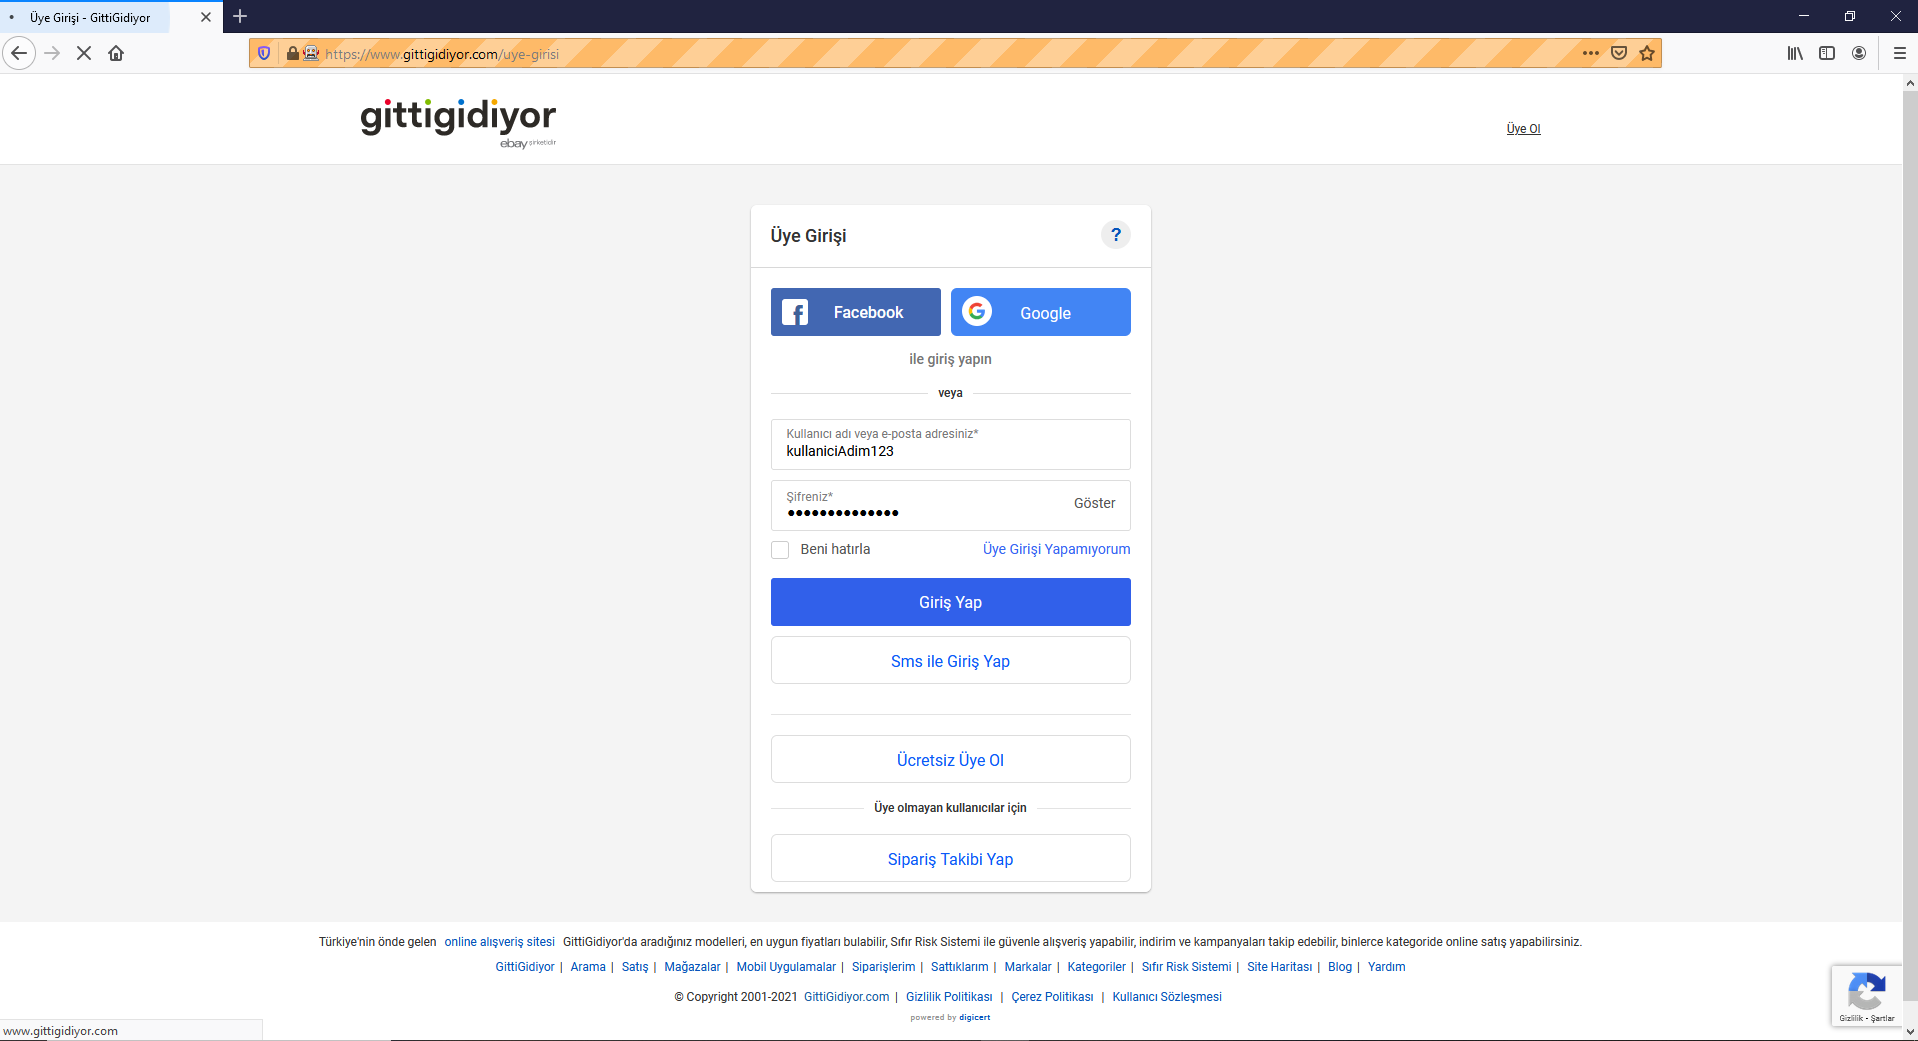 Üye Girişi - GittiGidiyor
https://www.gittigidiyor.com/uye-girisi
gittigidiyor
ebay şirketidir
Üye Ol
Üye Girişi
?
Facebook
Google
ile giriş yapın
veya
Kullanıcı adı veya e-posta adresiniz*
kullaniciAdim123
Şifreniz*
••••••••••••••
Göster
Beni hatırla
Üye Girişi Yapamıyorum
Giriş Yap
Sms ile Giriş Yap
Ücretsiz Üye Ol
Üye olmayan kullanıcılar için
Sipariş Takibi Yap
Türkiye'nin önde gelen online alışveriş sitesi GittiGidiyor'da aradığınız modelleri, en uygun fiyatları bulabilir, Sıfır Risk Sistemi ile güvenle alışveriş yapabilir, indirim ve kampanyaları takip edebilir, binlerce kategoride online satış yapabilirsiniz.
GittiGidiyor | Arama | Satış | Mağazalar | Mobil Uygulamalar | Siparişlerim | Sattıklarım | Markalar | Kategoriler | Sıfır Risk Sistemi | Site Haritası | Blog | Yardım
© Copyright 2001-2021 GittiGidiyor.com | Gizlilik Politikası | Çerez Politikası | Kullanıcı Sözleşmesi
powered by digicert
Gizlilik - Şartlar
www.gittigidiyor.com